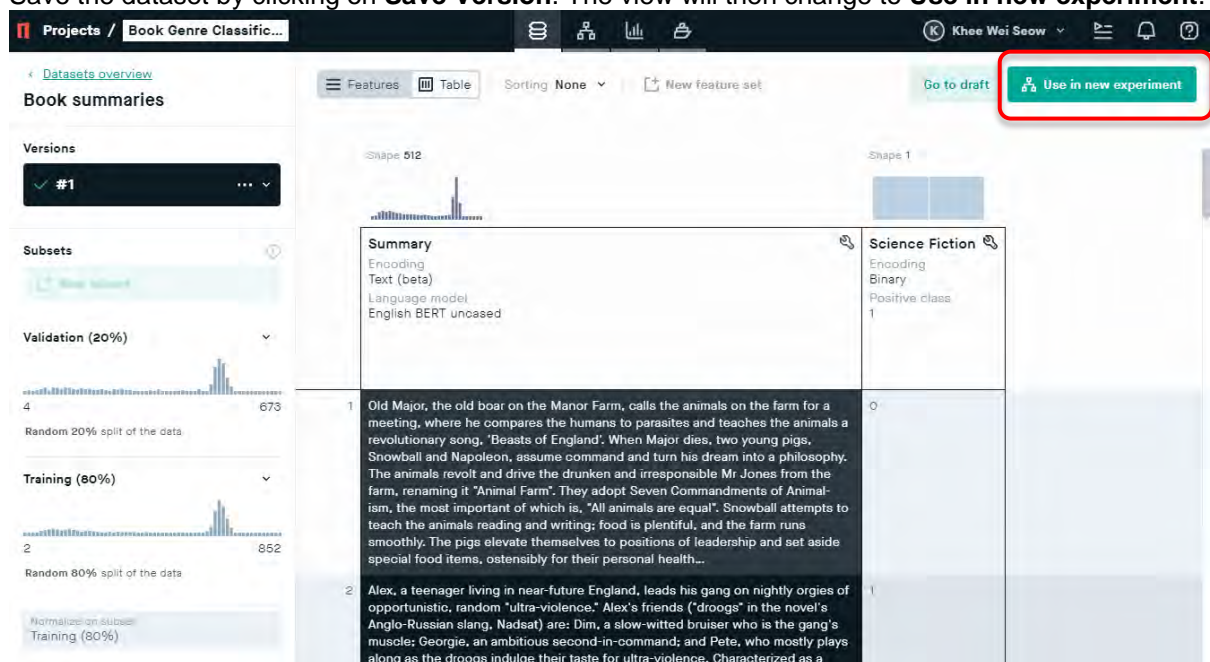 Save the dataset by clicking on Save Version. The view will then change to Use in new experiment.
Projects / Book Genre Classific...
K Khee Wei Seow
‹ Datasets overview
Book summaries
Features Table Sorting None New feature set Go to draft Use in new experiment
Versions
#1 ...
Shape 512 Shape 1
Subsets
New subset
Summary
Encoding
Text (beta)
Language model
English BERT uncased
Science Fiction
Encoding
Binary
Positive class
1
Validation (20%)
4 673
Random 20% split of the data
Training (80%)
2 852
Random 80% split of the data
Normalize on subset
Training (80%)
1 Old Major, the old boar on the Manor Farm, calls the animals on the farm for a 0
meeting, where he compares the humans to parasites and teaches the animals a
revolutionary song, 'Beasts of England'. When Major dies, two young pigs,
Snowball and Napoleon, assume command and turn his dream into a philosophy.
The animals revolt and drive the drunken and irresponsible Mr Jones from the
farm, renaming it "Animal Farm". They adopt Seven Commandments of Animal-
ism, the most important of which is, "All animals are equal". Snowball attempts to
teach the animals reading and writing; food is plentiful, and the farm runs
smoothly. The pigs elevate themselves to positions of leadership and set aside
special food items, ostensibly for their personal health...
2 Alex, a teenager living in near-future England, leads his gang on nightly orgies of 1
opportunistic, random "ultra-violence." Alex's friends ("droogs" in the novel's
Anglo-Russian slang, Nadsat) are: Dim, a slow-witted bruiser who is the gang's
muscle; Georgie, an ambitious second-in-command; and Pete, who mostly plays
along as the droogs indulge their taste for ultra-violence. Characterized as a